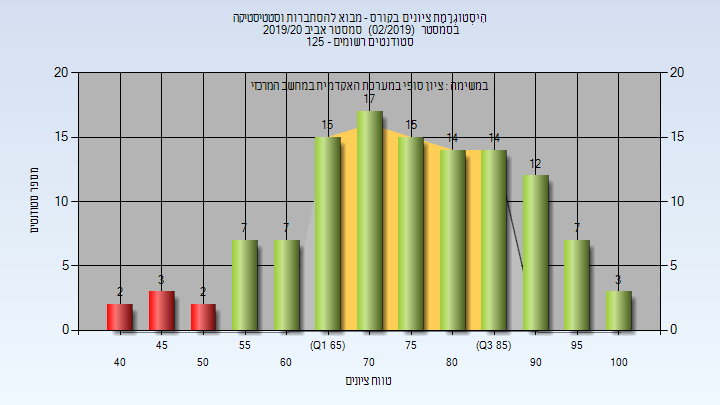 היסטוגרמת ציונים בקורס - מבוא להסתברות וסטטיסטיקה
בסמסטר (02/2019) סמסטר אביב 2019/20
סטודנטים רשומים - 125
במשימה : ציון סופי במערכת האקדמית במחשב המרכזי
20 20
15 15
10 10
5 5
0 0
מספר סטודנטים
2 3 2 7 7 15 17 15 14 14 12 7 3
45 55 (Q1 65) 75 (Q3 85) 95
40 50 60 70 80 90 100
טווח ציונים